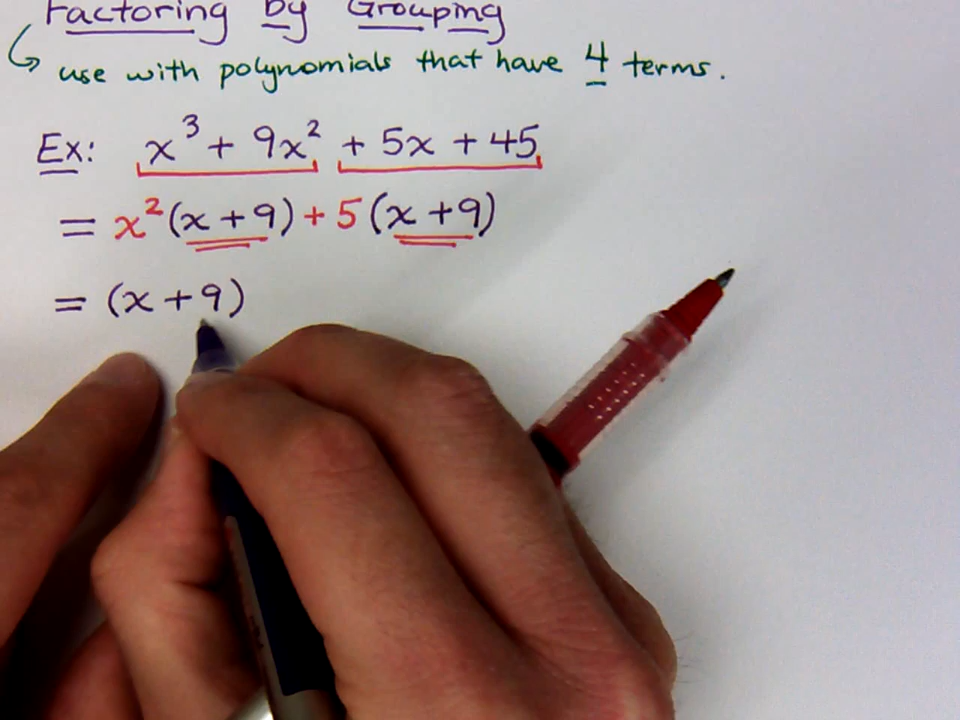 Factoring by Grouping
use with polynomials that have 4 terms.
Ex: x³ + 9x² + 5x + 45
= x²(x + 9) + 5(x + 9)
= (x + 9)